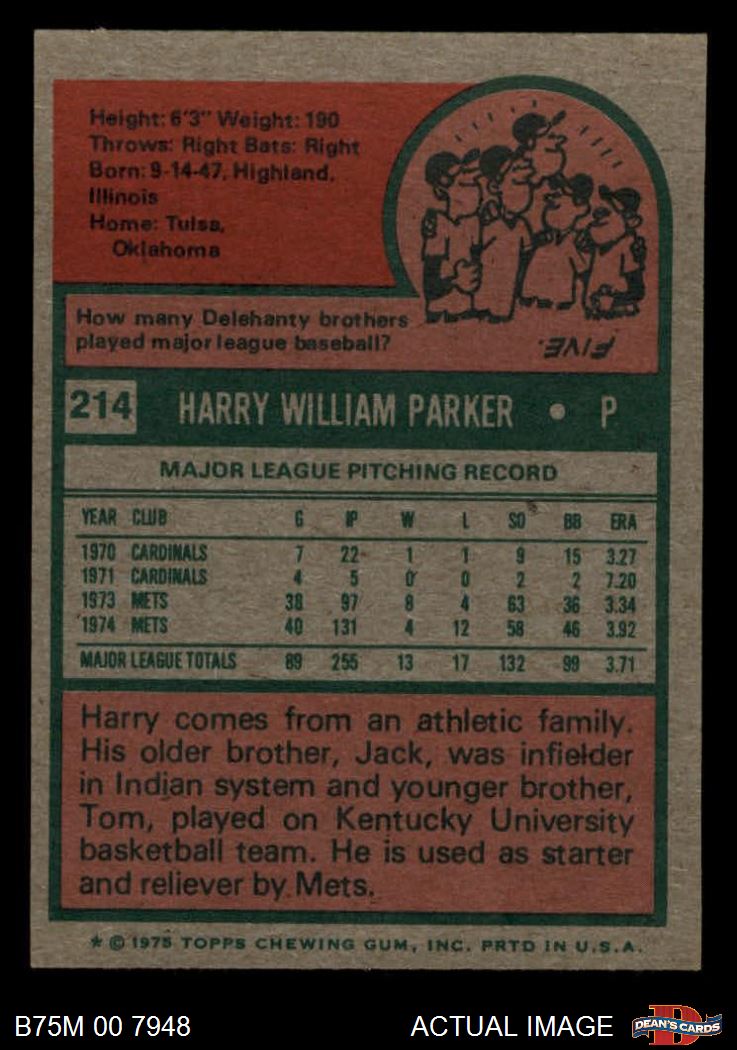 Height: 6'3" Weight: 190
Throws: Right Bats: Right
Born: 9-14-47, Highland,
Illinois
Home: Tulsa,
Oklahoma
How many Delehanty brothers
played major league baseball?
FIVE.
214 HARRY WILLIAM PARKER • P
MAJOR LEAGUE PITCHING RECORD
YEAR CLUB G IP W L SO BB ERA
1970 CARDINALS 7 22 1 1 9 15 3.27
1971 CARDINALS 4 5 0 0 2 2 7.20
1973 METS 38 97 8 4 63 36 3.34
1974 METS 40 131 4 12 58 46 3.92
MAJOR LEAGUE TOTALS 89 255 13 17 132 99 3.71
Harry comes from an athletic family.
His older brother, Jack, was infielder
in Indian system and younger brother,
Tom, played on Kentucky University
basketball team. He is used as starter
and reliever by Mets.
* © 1975 TOPPS CHEWING GUM, INC. PRTD IN U.S.A.
B75M 00 7948 ACTUAL IMAGE
D
DEAN'S CARDS